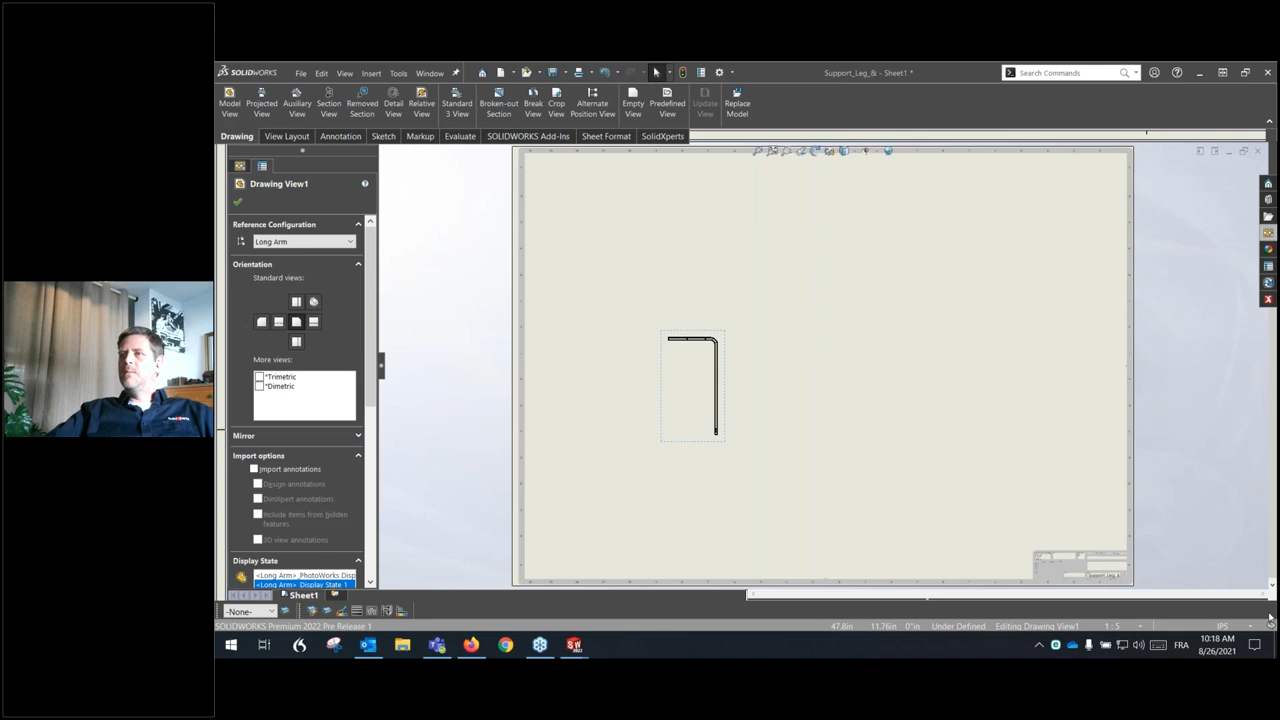 SOLIDWORKS File Edit View Insert Tools Window
Support_Leg_& - Sheet1 *
Search Commands
Model View
Projected View
Auxiliary View
Section View
Removed Section
Detail View
Relative View
Standard 3 View
Broken-out Section
Break View
Crop View
Alternate Position View
Empty View
Predefined View
Update View
Replace Model
Drawing View Layout Annotation Sketch Markup Evaluate SOLIDWORKS Add-Ins Sheet Format SolidXperts
Drawing View1
Reference Configuration
Long Arm
Orientation
Standard views:
More views:
*Trimetric
*Dimetric
Mirror
Import options
Import annotations
Design annotations
DimXpert annotations
Include items from hidden
features
3D view annotations
Display State
<Long Arm>_PhotoWorks Disp
<Long Arm>_Display State 1
Support_Leg_&
Sheet1
-None-
SOLIDWORKS Premium 2022 Pre Release 1
47.8in 11.76in 0"in Under Defined Editing Drawing View1 1 : 5 IPS
FRA
10:18 AM
8/26/2021